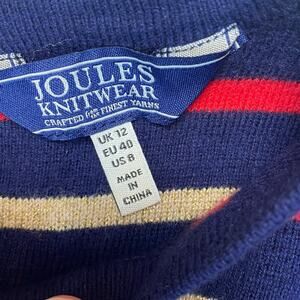 JOULES
KNITWEAR
CRAFTED FROM THE FINEST YARNS
UK 12
EU 40
US 8
MADE IN
CHINA